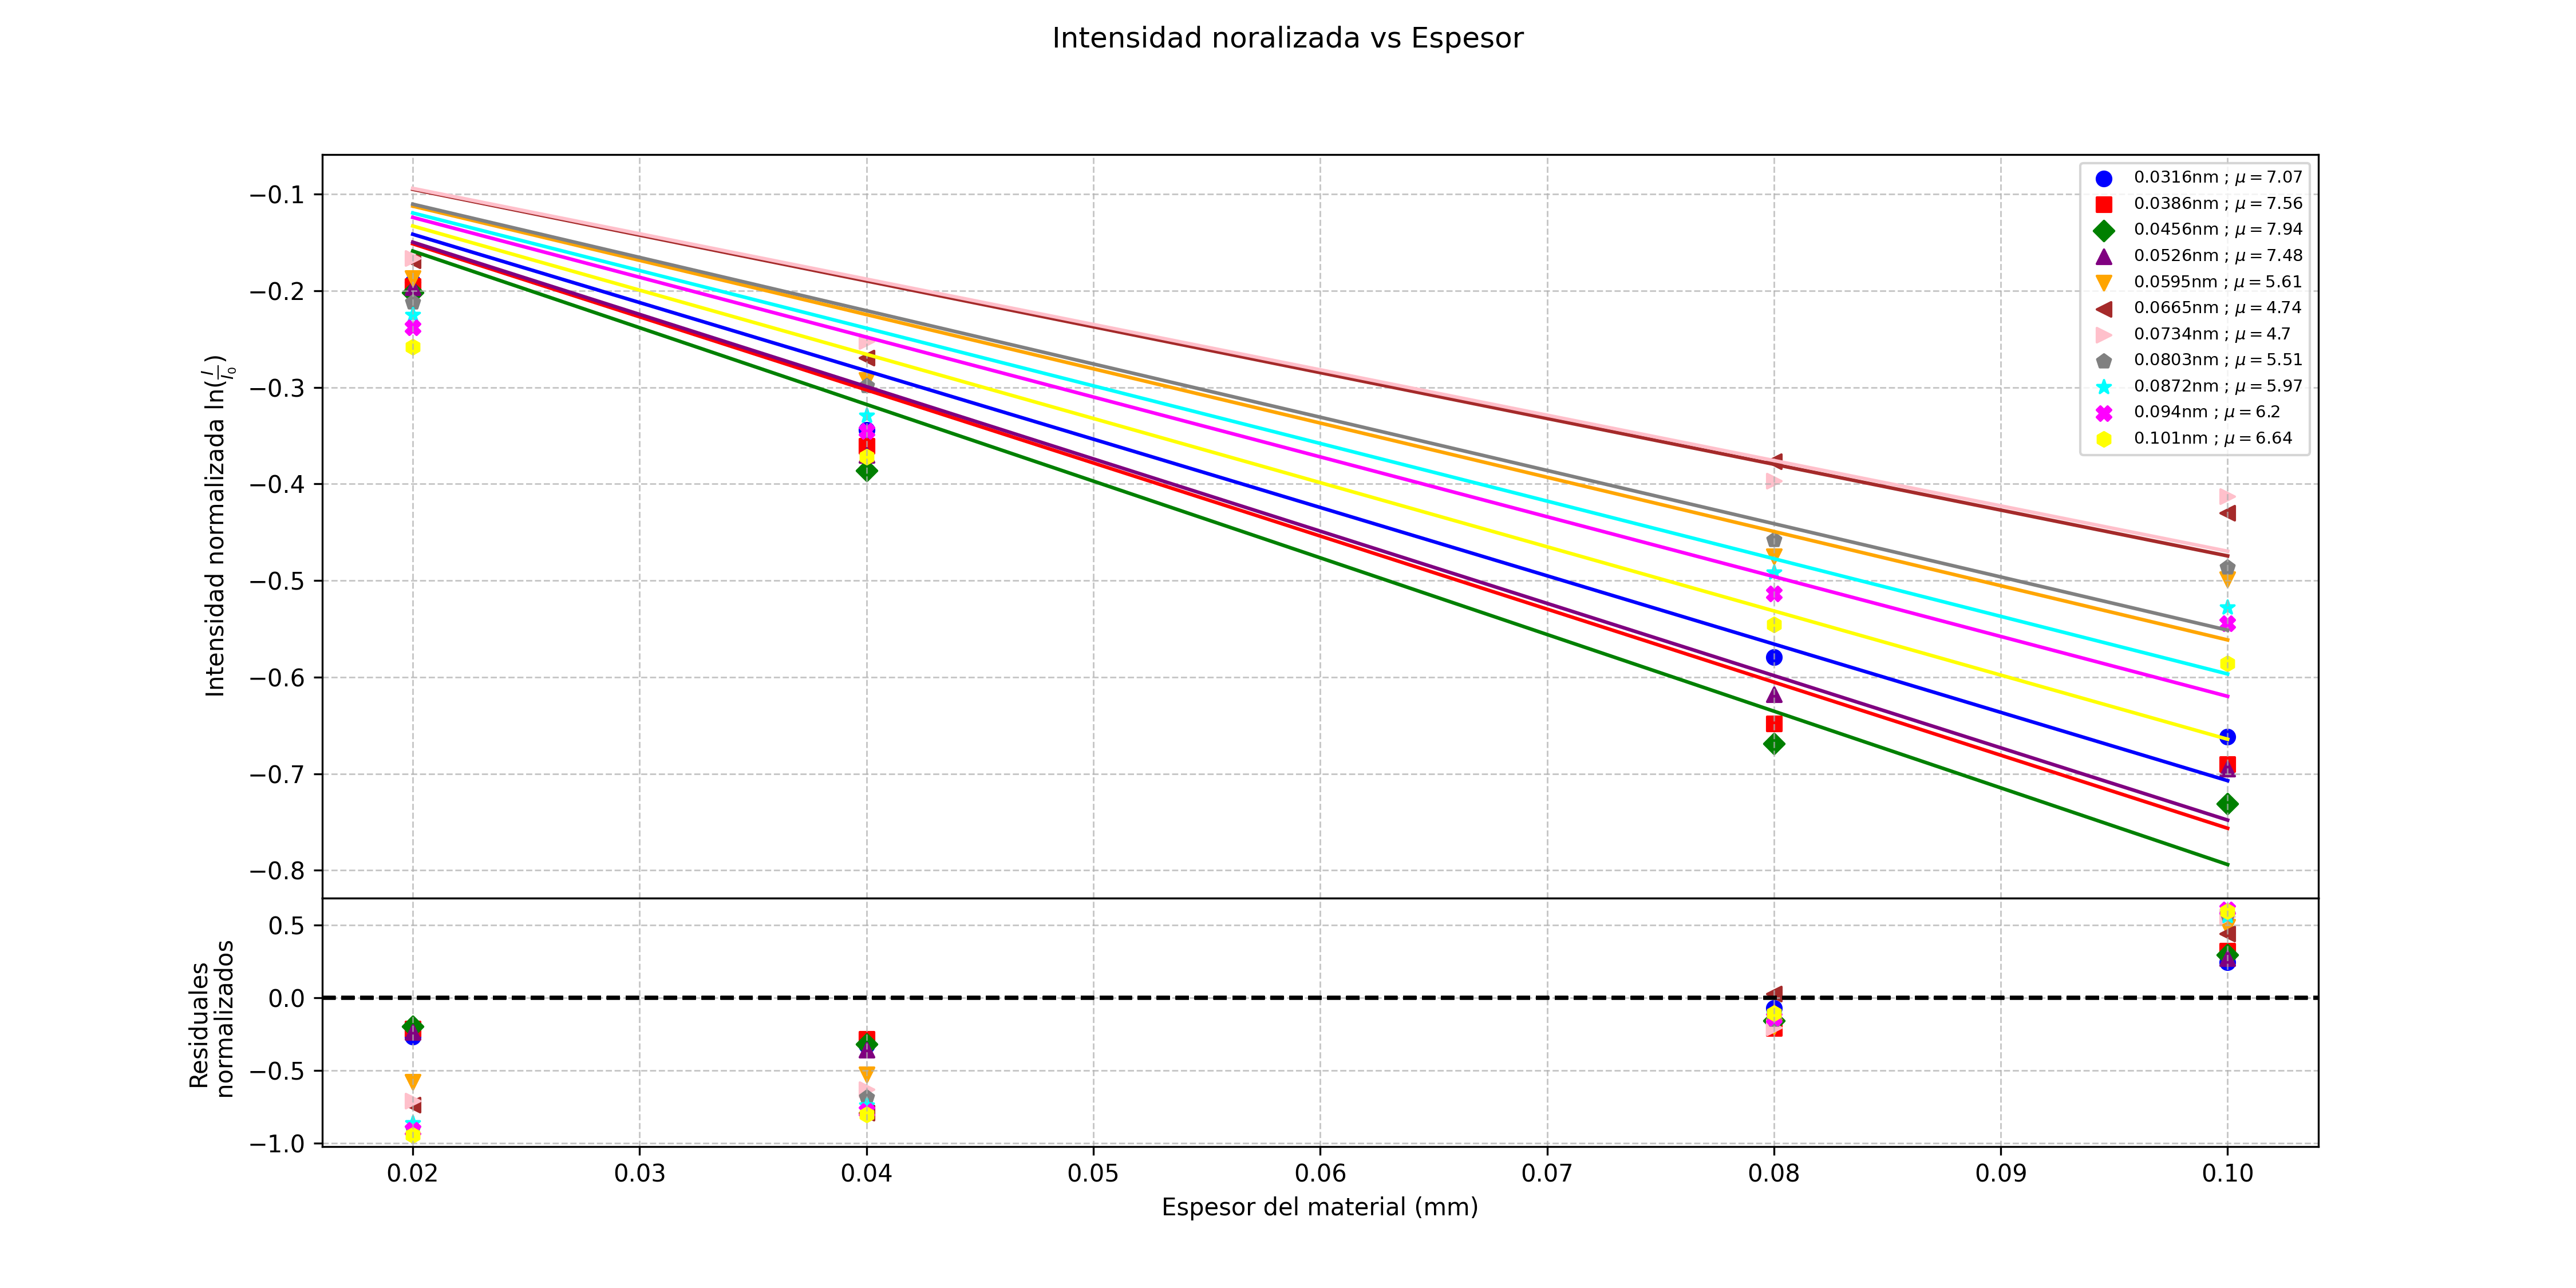 Intensidad noralizada vs Espesor
−0.1
−0.2
−0.3
−0.4
−0.5
−0.6
−0.7
−0.8
Intensidad normalizada ln(I/I₀)
0.0316nm ; μ = 7.07
0.0386nm ; μ = 7.56
0.0456nm ; μ = 7.94
0.0526nm ; μ = 7.48
0.0595nm ; μ = 5.61
0.0665nm ; μ = 4.74
0.0734nm ; μ = 4.7
0.0803nm ; μ = 5.51
0.0872nm ; μ = 5.97
0.094nm ; μ = 6.2
0.101nm ; μ = 6.64
0.5
0.0
−0.5
−1.0
Residuales
normalizados
0.02 0.03 0.04 0.05 0.06 0.07 0.08 0.09 0.10
Espesor del material (mm)